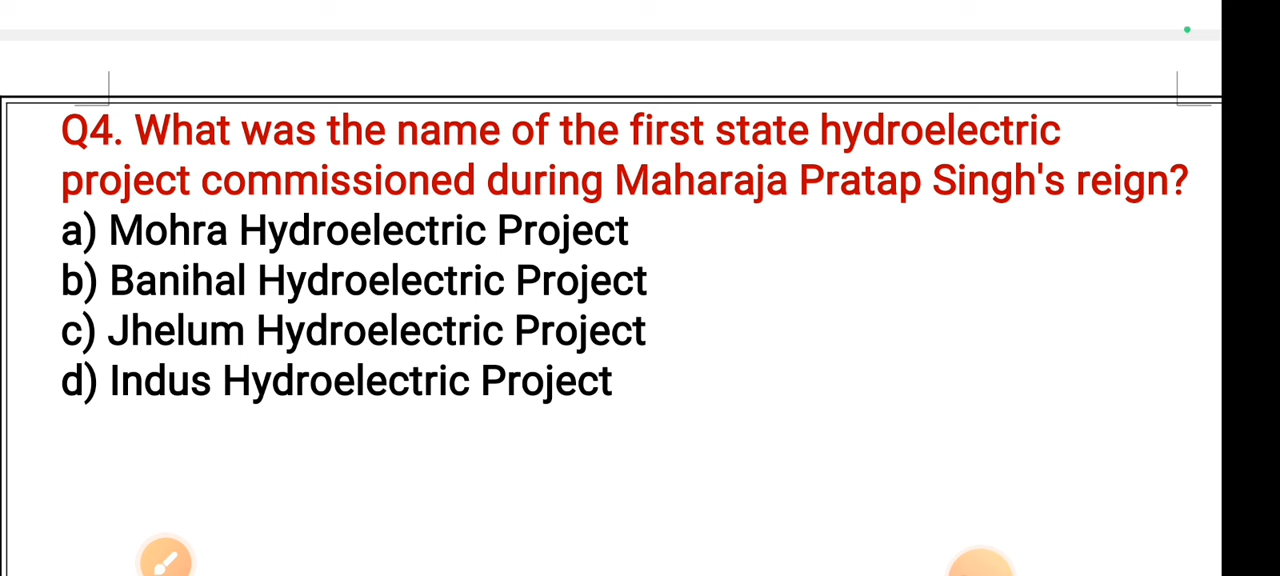 Q4. What was the name of the first state hydroelectric
project commissioned during Maharaja Pratap Singh's reign?
a) Mohra Hydroelectric Project
b) Banihal Hydroelectric Project
c) Jhelum Hydroelectric Project
d) Indus Hydroelectric Project